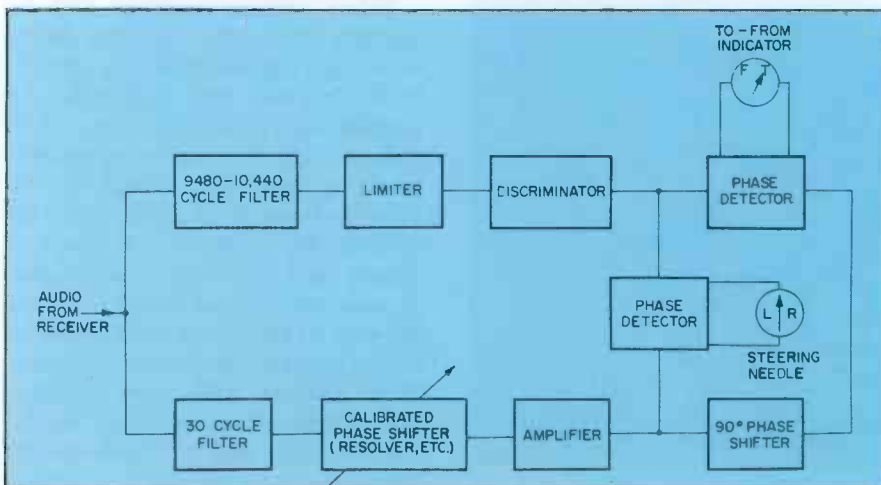 TO-FROM
INDICATOR
F T
9480-10,440
CYCLE FILTER
LIMITER
DISCRIMINATOR
PHASE
DETECTOR
AUDIO
FROM
RECEIVER
PHASE
DETECTOR
L R
STEERING
NEEDLE
30 CYCLE
FILTER
CALIBRATED
PHASE SHIFTER
(RESOLVER, ETC.)
AMPLIFIER
90° PHASE
SHIFTER